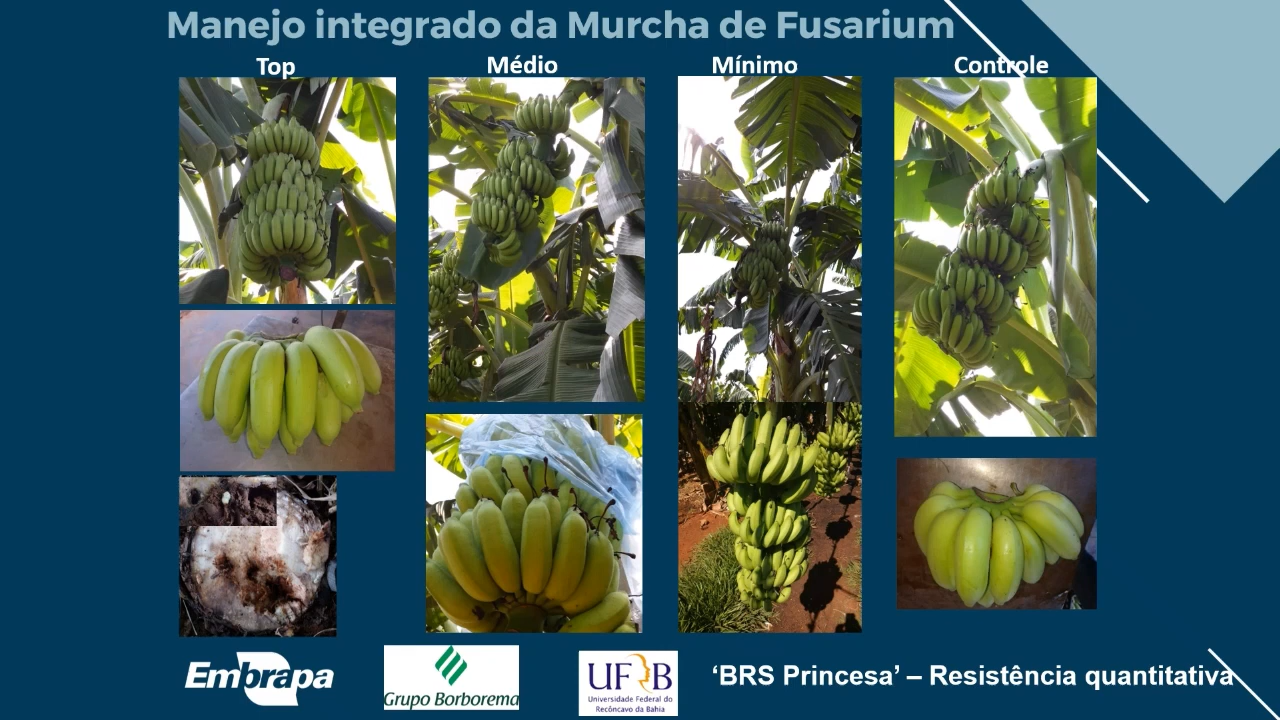 Manejo integrado da Murcha de Fusarium
Top
Médio
Mínimo
Controle
Embrapa
Grupo Borborema
UFRB
Universidade Federal do
Recôncavo da Bahia
‘BRS Princesa’ – Resistência quantitativa